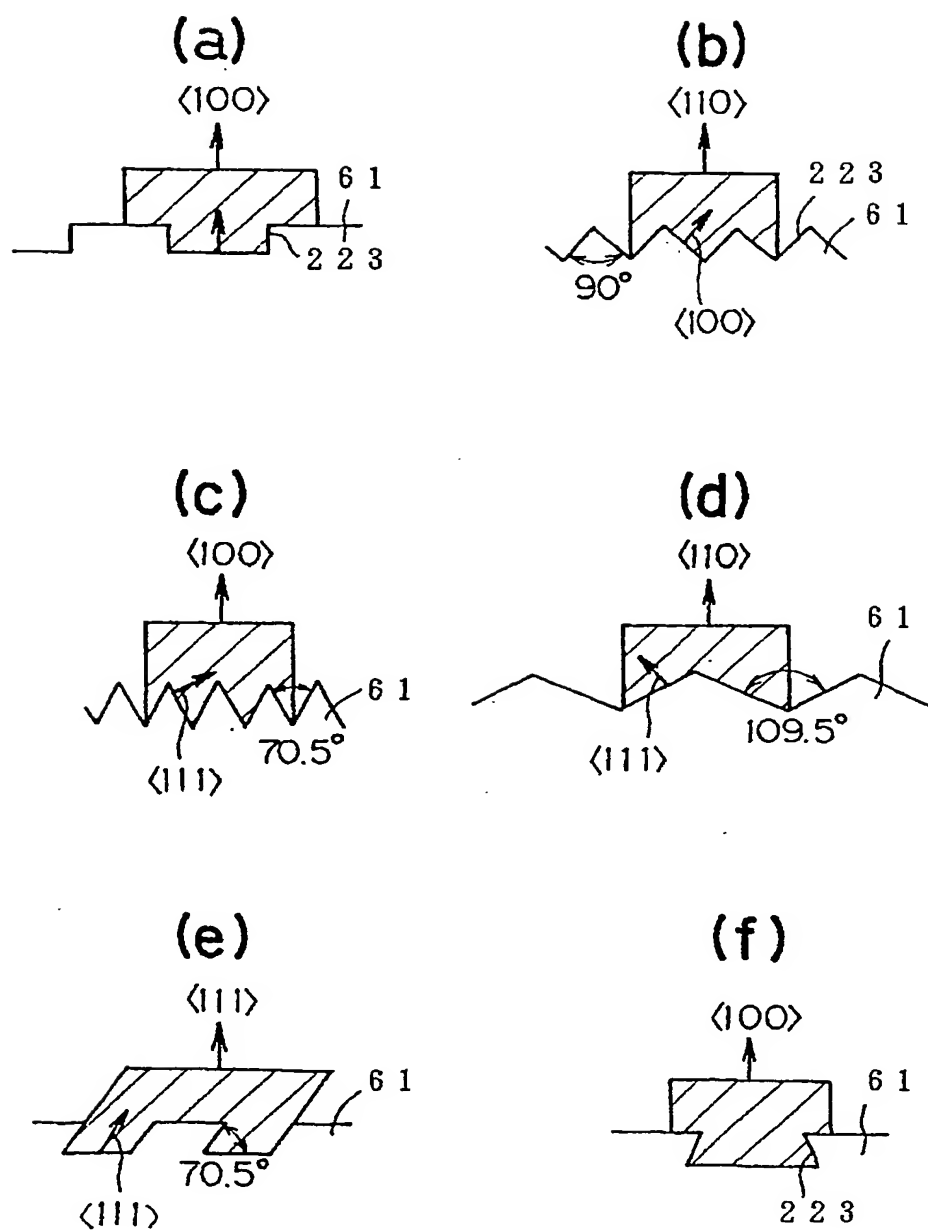 (a)
⟨100⟩
6 1
2 2 3
(b)
⟨110⟩
2 2 3
6 1
90°
⟨100⟩
(c)
⟨100⟩
6 1
70.5°
⟨111⟩
(d)
⟨110⟩
6 1
109.5°
⟨111⟩
(e)
⟨111⟩
6 1
70.5°
⟨111⟩
(f)
⟨100⟩
6 1
2 2 3